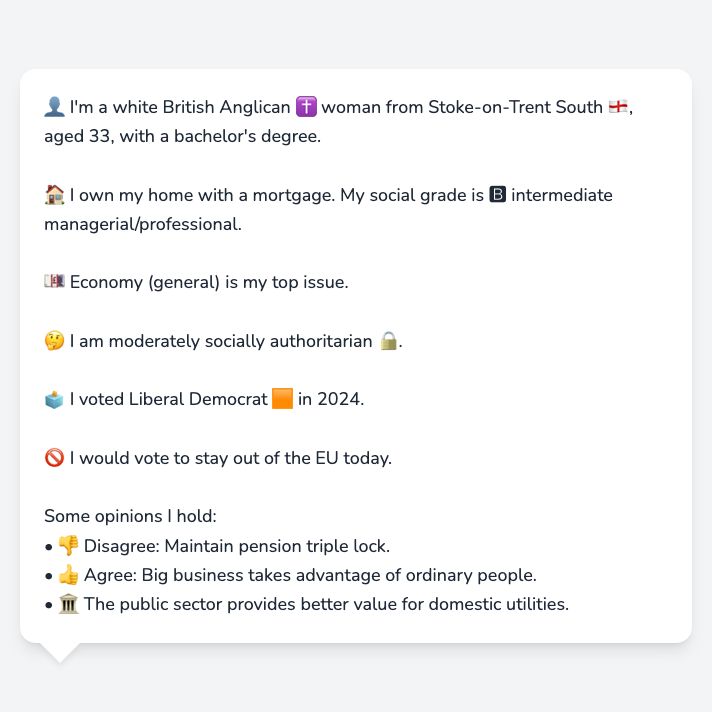 👤 I'm a white British Anglican ✝️ woman from Stoke-on-Trent South 🏴󠁧󠁢󠁥󠁮󠁧󠁿,
aged 33, with a bachelor's degree.
🏠 I own my home with a mortgage. My social grade is 🅱 intermediate
managerial/professional.
💷 Economy (general) is my top issue.
🤔 I am moderately socially authoritarian 🔒.
🗳️ I voted Liberal Democrat 🟧 in 2024.
🚫 I would vote to stay out of the EU today.
Some opinions I hold:
• 👎 Disagree: Maintain pension triple lock.
• 👍 Agree: Big business takes advantage of ordinary people.
• 🏛️ The public sector provides better value for domestic utilities.